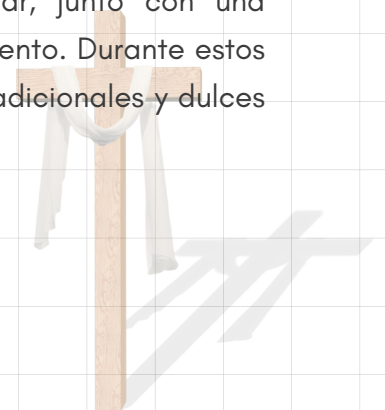 ar, junto con una
ento. Durante estos
adicionales y dulces